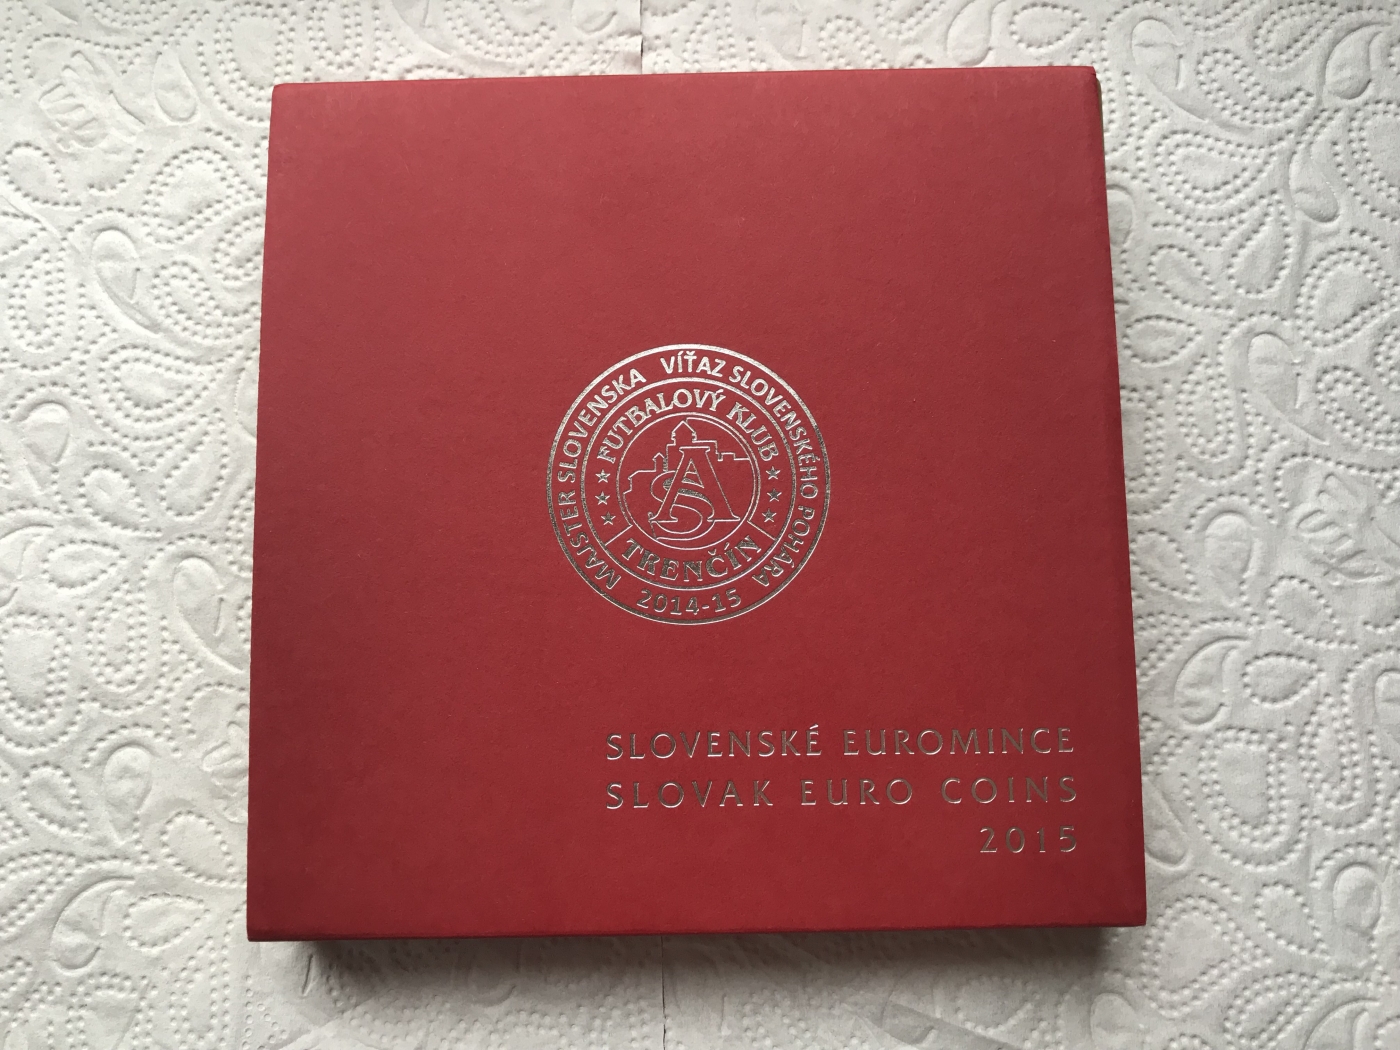 MAJSTER SLOVENSKA VÍŤAZ SLOVENSKÉHO POHÁRA
2014-15
FUTBALOVÝ KLUB
AS
TRENČÍN
SLOVENSKÉ EUROMINCE
SLOVAK EURO COINS
2015